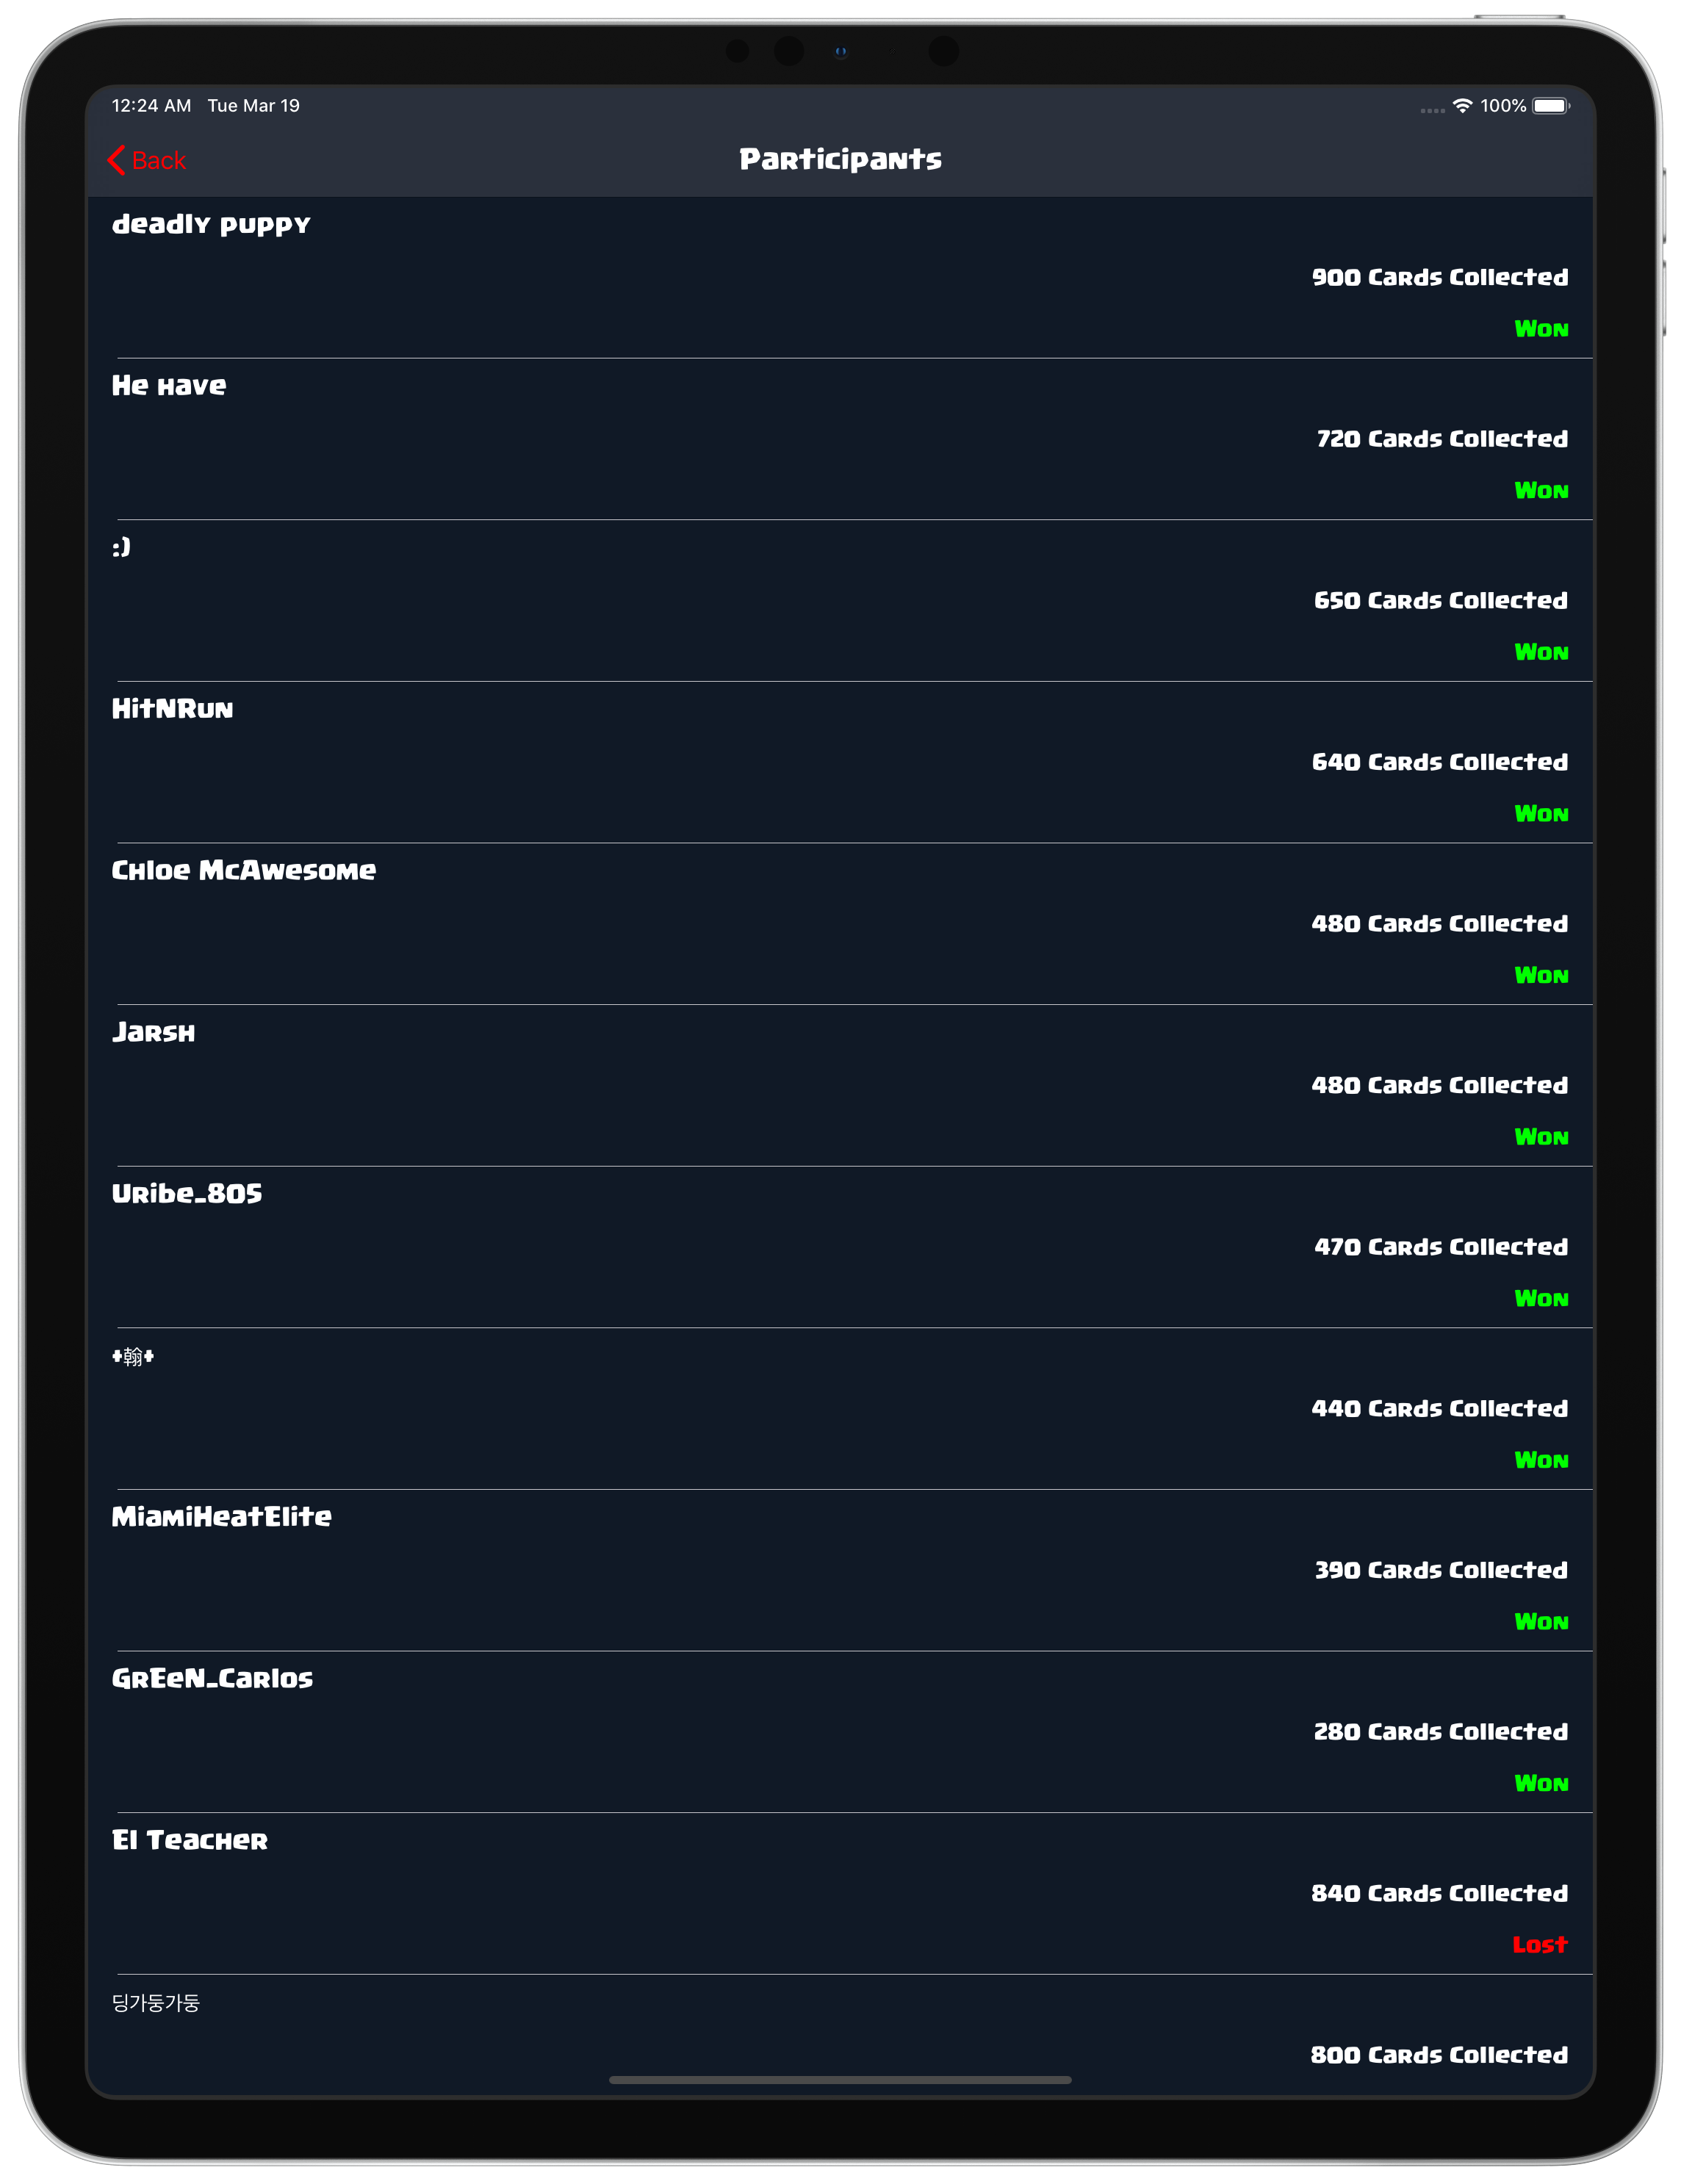 12:24 AM Tue Mar 19
100%
Back
Participants
deadly puppy
900 Cards Collected
Won
He have
720 Cards Collected
Won
:)
650 Cards Collected
Won
HitNRun
640 Cards Collected
Won
Chloe McAwesome
480 Cards Collected
Won
Jarsh
480 Cards Collected
Won
Uribe_805
470 Cards Collected
Won
+翰+
440 Cards Collected
Won
MiamiHeatElite
390 Cards Collected
Won
GrEeN_Carlos
280 Cards Collected
Won
El Teacher
840 Cards Collected
Lost
딩가둥가둥
800 Cards Collected